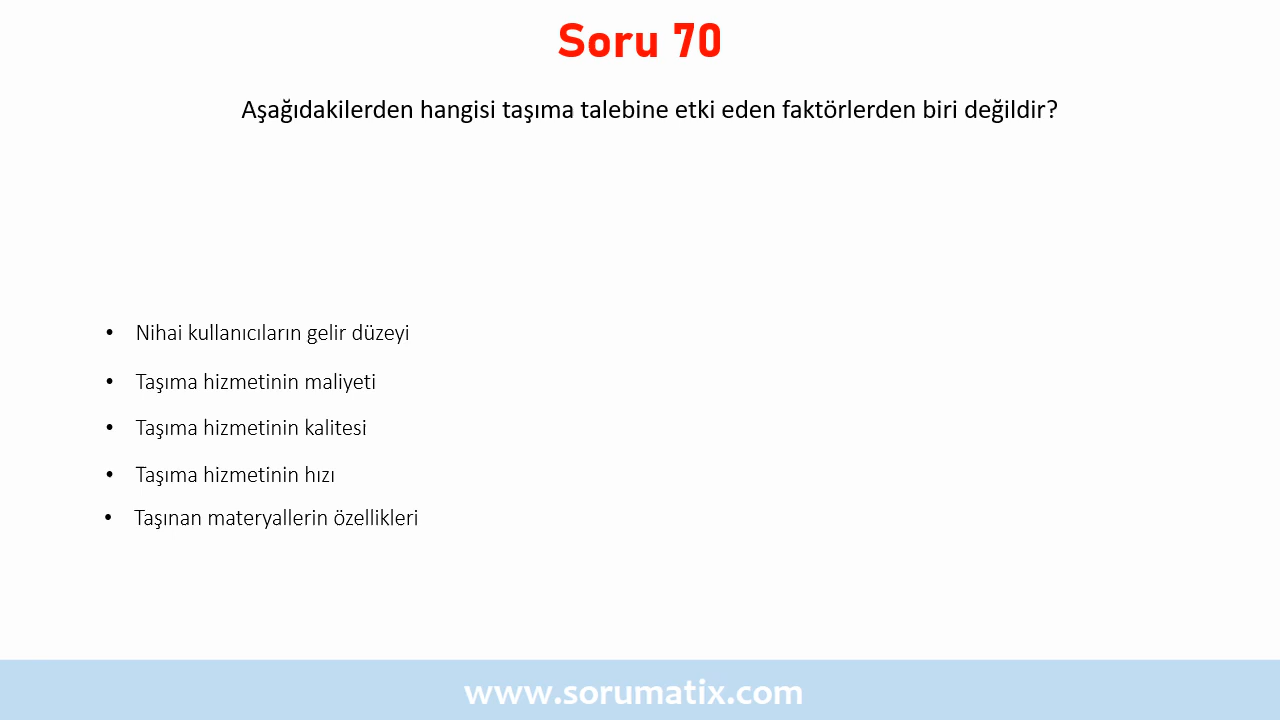 Soru 70
Aşağıdakilerden hangisi taşıma talebine etki eden faktörlerden biri değildir?
• Nihai kullanıcıların gelir düzeyi
• Taşıma hizmetinin maliyeti
• Taşıma hizmetinin kalitesi
• Taşıma hizmetinin hızı
• Taşınan materyallerin özellikleri
www.sorumatix.com